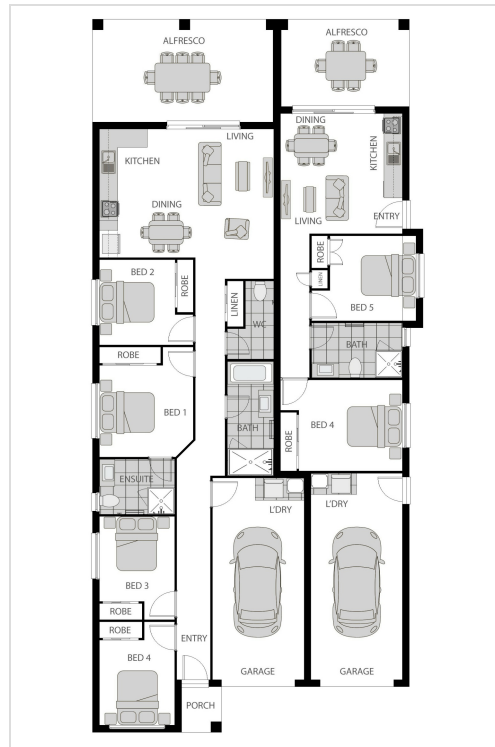 ALFRESCO
ALFRESCO
LIVING
KITCHEN
DINING
DINING
KITCHEN
LIVING
ENTRY
BED 2
ROBE
LINEN
WC
ROBE
LINEN
BED 5
ROBE
BED 1
BATH
BATH
BED 4
ROBE
ENSUITE
L'DRY
L'DRY
BED 3
ROBE
ROBE
BED 4
ENTRY
GARAGE
GARAGE
PORCH